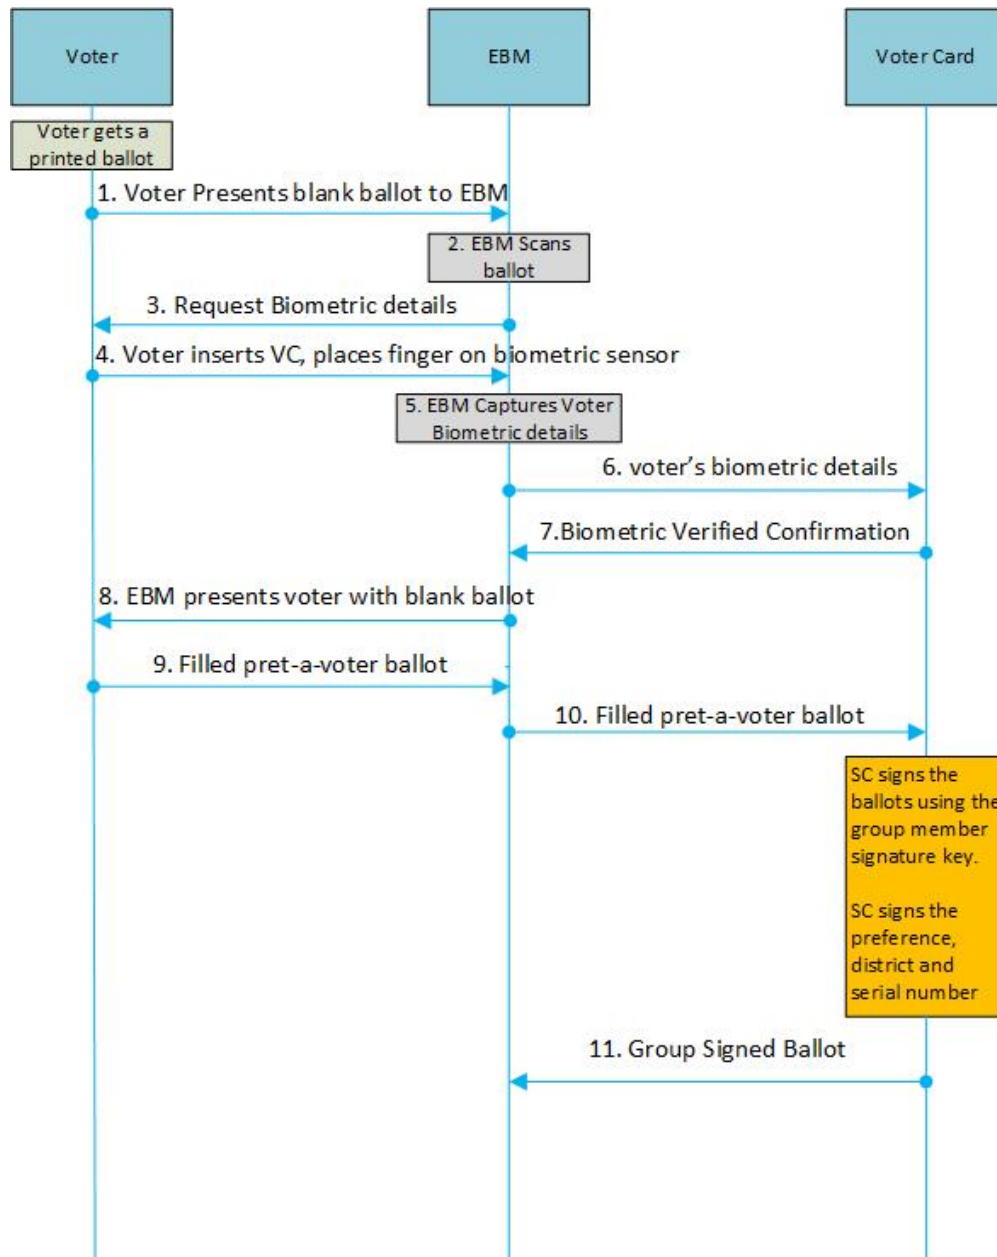 Voter
EBM
Voter Card
Voter gets a
printed ballot
1. Voter Presents blank ballot to EBM
2. EBM Scans
ballot
3. Request Biometric details
4. Voter inserts VC, places finger on biometric sensor
5. EBM Captures Voter
Biometric details
6. voter's biometric details
7.Biometric Verified Confirmation
8. EBM presents voter with blank ballot
9. Filled pret-a-voter ballot
10. Filled pret-a-voter ballot
SC signs the
ballots using the
group member
signature key.
SC signs the
preference,
district and
serial number
11. Group Signed Ballot